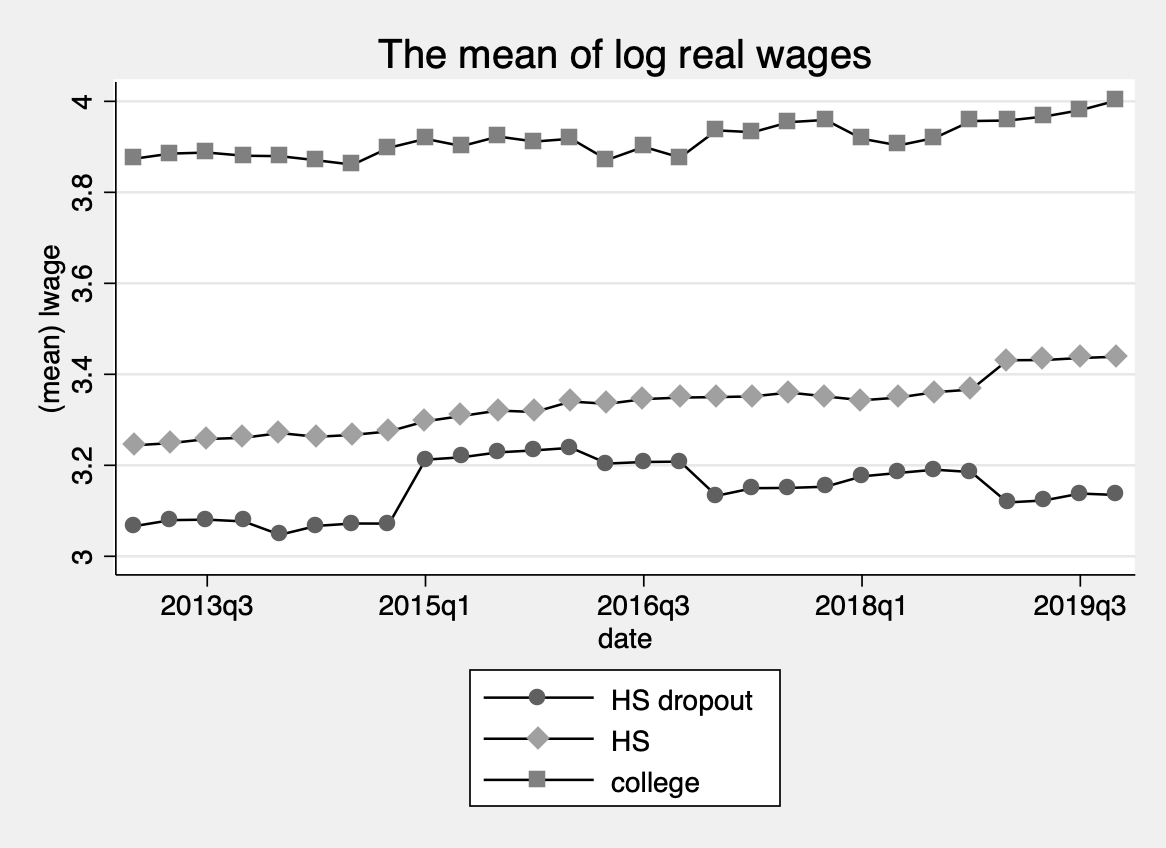 The mean of log real wages
(mean) lwage
4
3.8
3.6
3.4
3.2
3
2013q3 2015q1 2016q3 2018q1 2019q3
date
HS dropout
HS
college